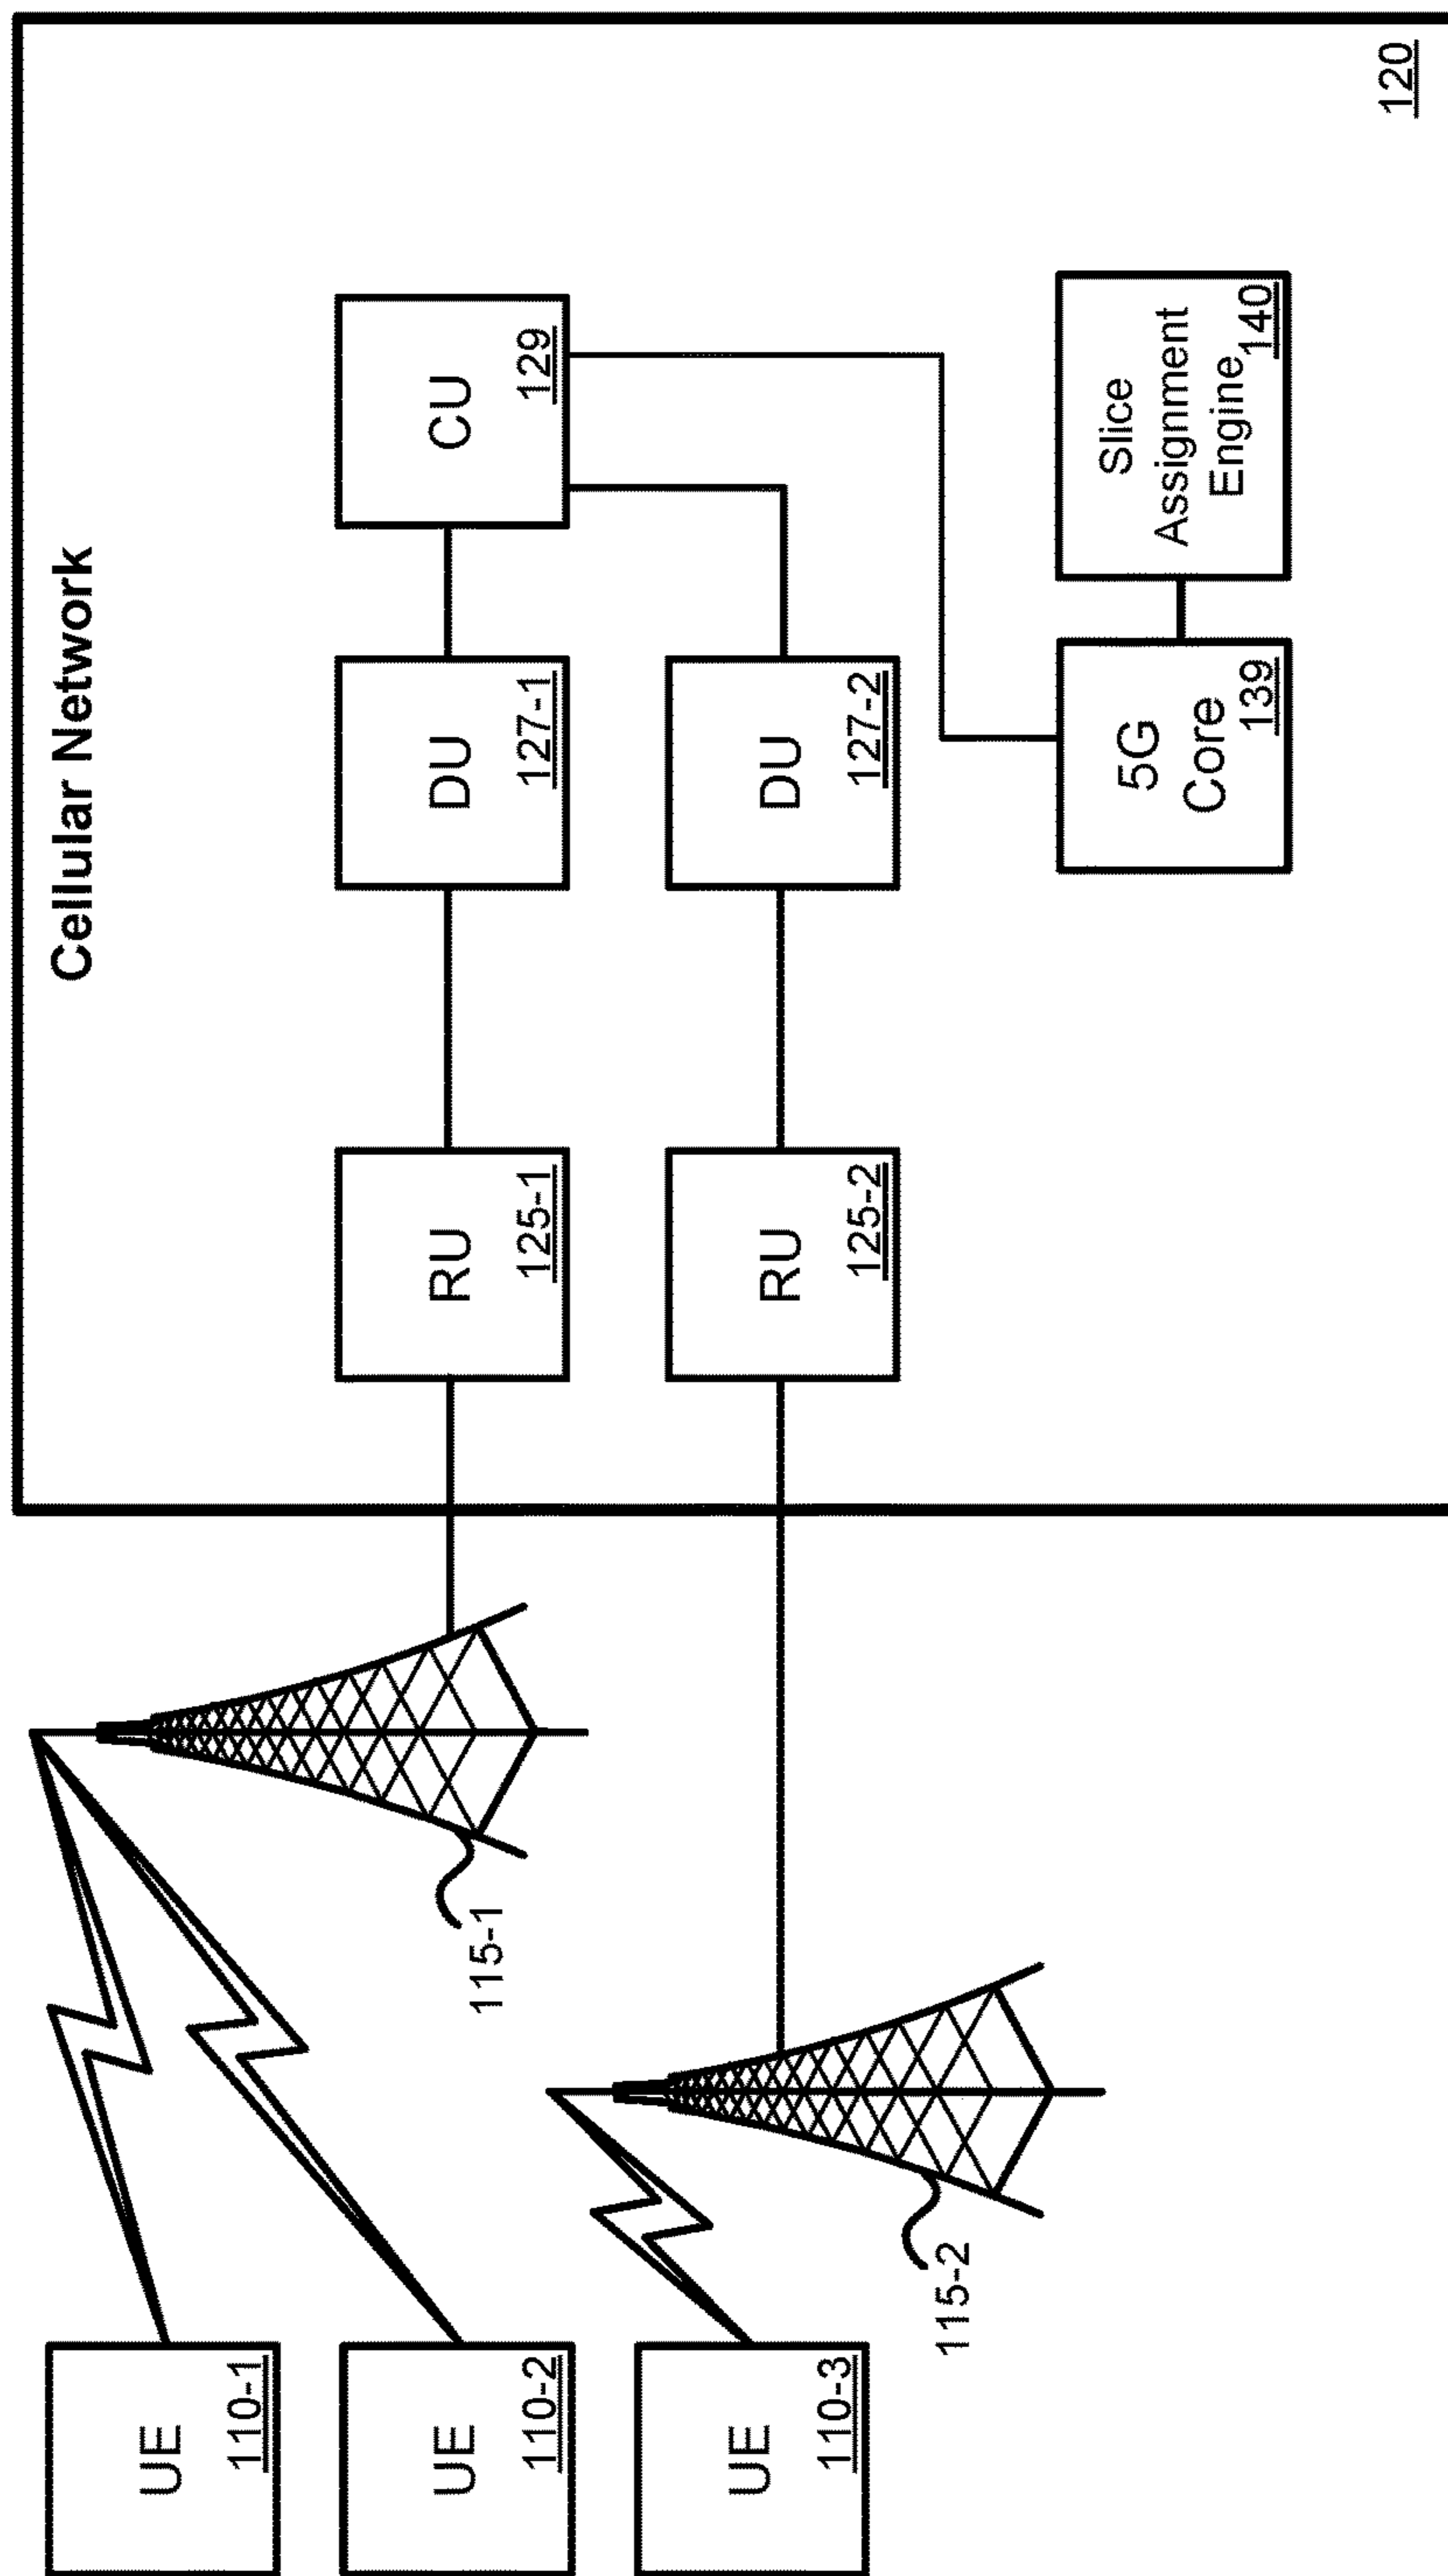 Cellular Network
UE
110-1
UE
110-2
UE
110-3
115-1
115-2
RU
125-1
RU
125-2
DU
127-1
DU
127-2
CU
129
5G
Core
139
Slice
Assignment
Engine
140
120